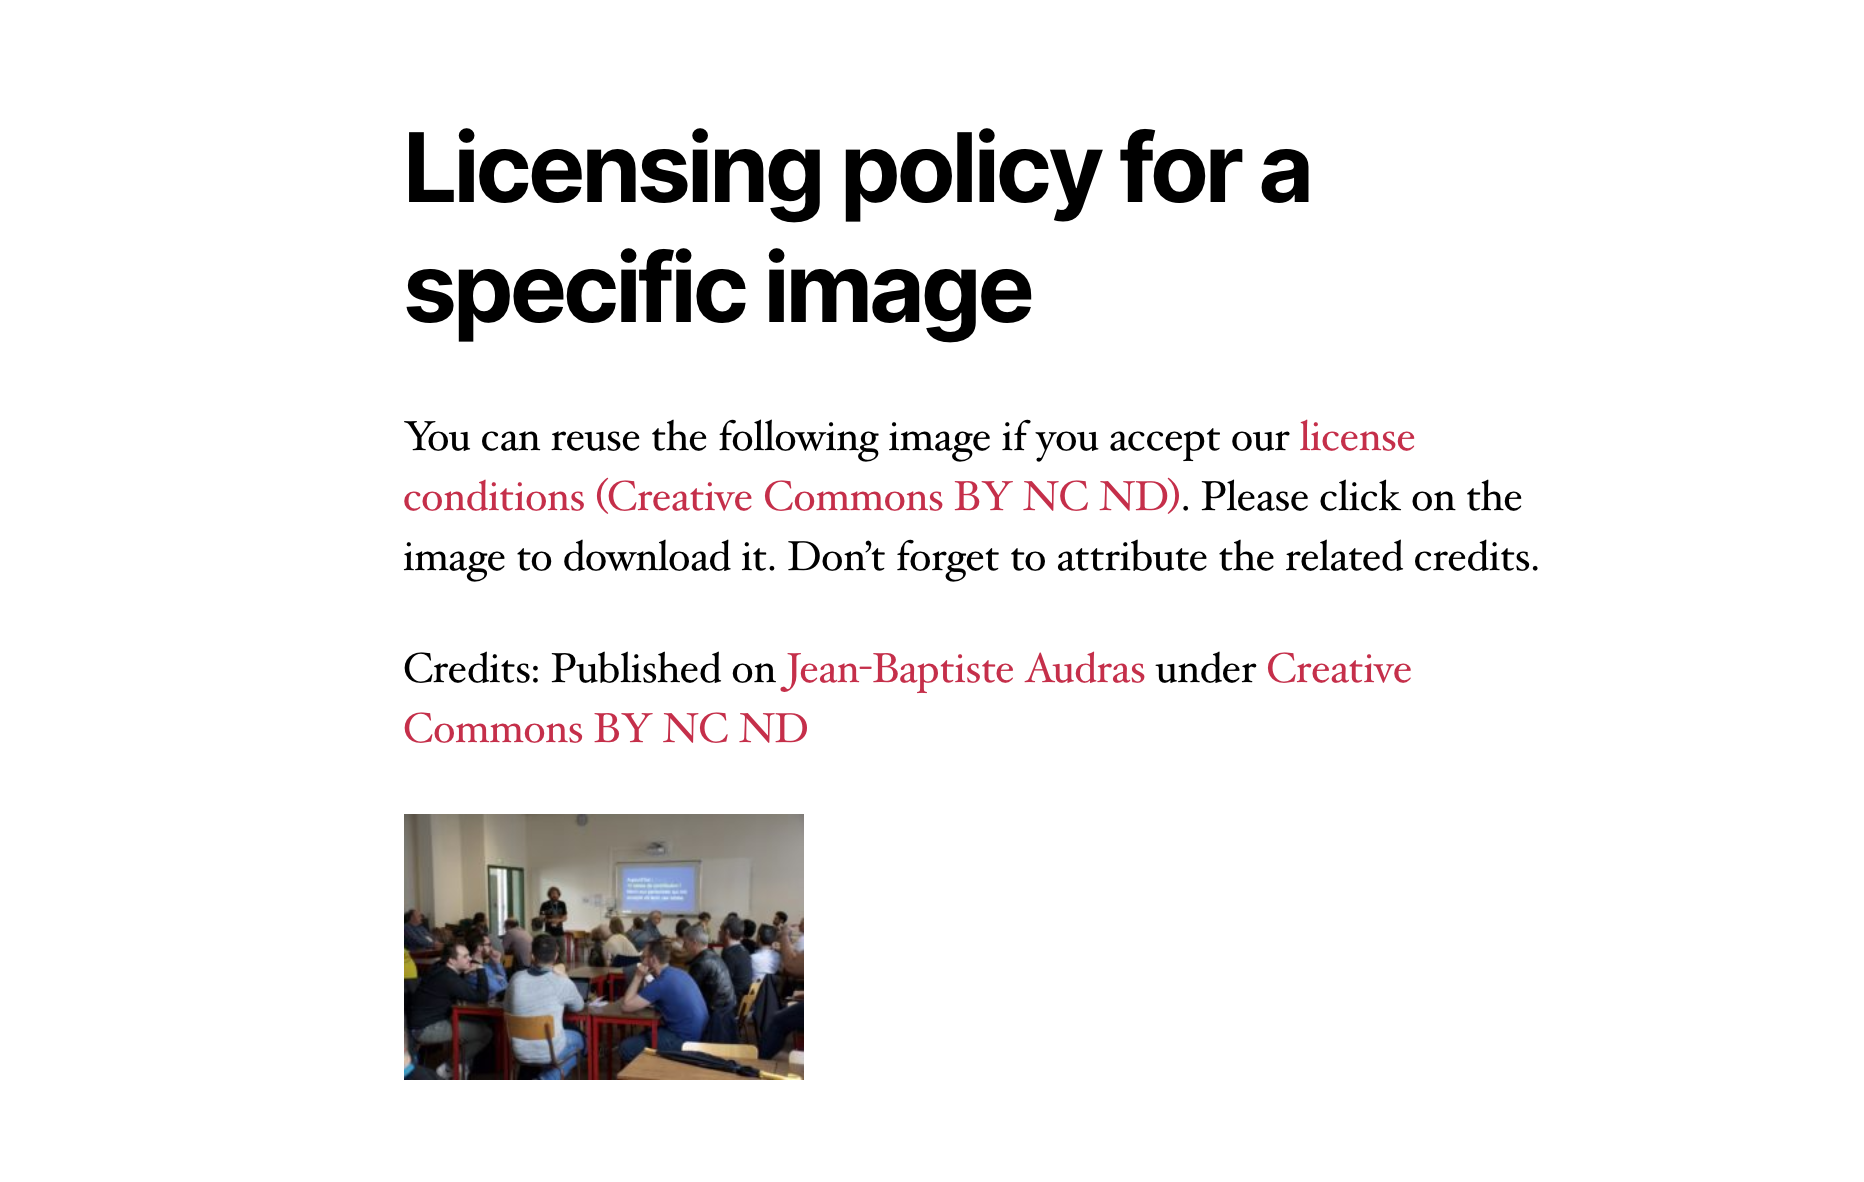 Licensing policy for a
specific image
You can reuse the following image if you accept our license
conditions (Creative Commons BY NC ND). Please click on the
image to download it. Don’t forget to attribute the related credits.
Credits: Published on Jean-Baptiste Audras under Creative
Commons BY NC ND